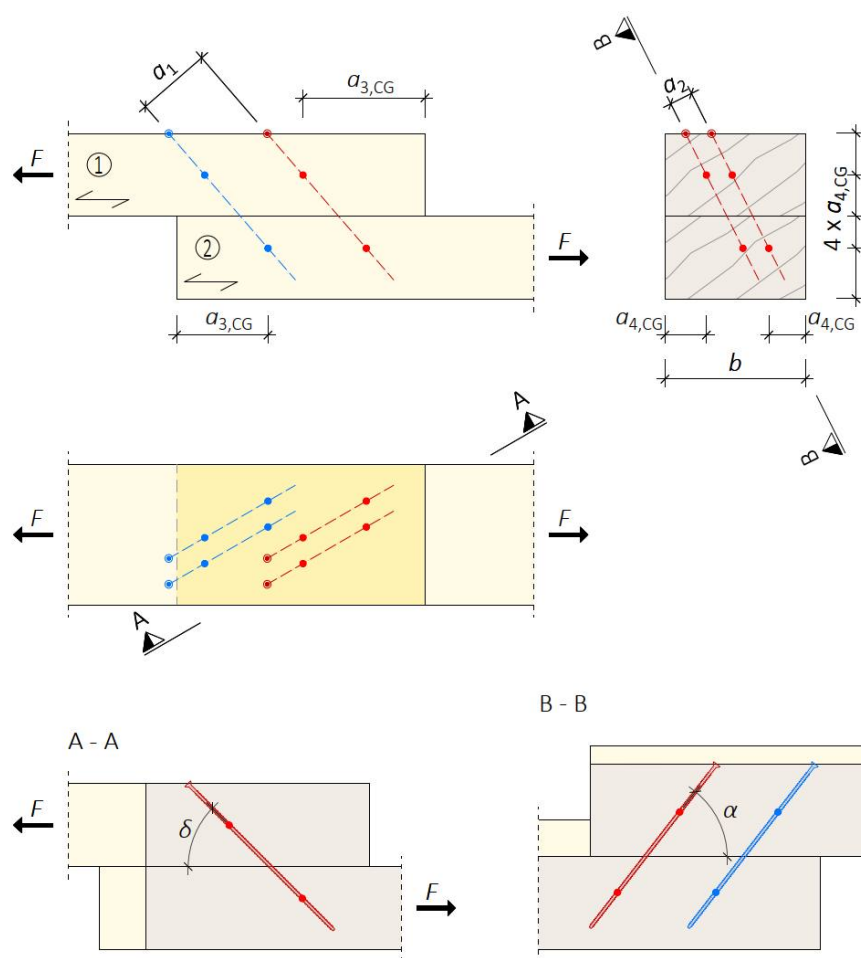 a₁
a₃,CG
B
a₂
F
①
②
F
4 x a₄,CG
a₃,CG
a₄,CG
a₄,CG
b
A
B
F
F
A
A - A
B - B
F
δ
α
F